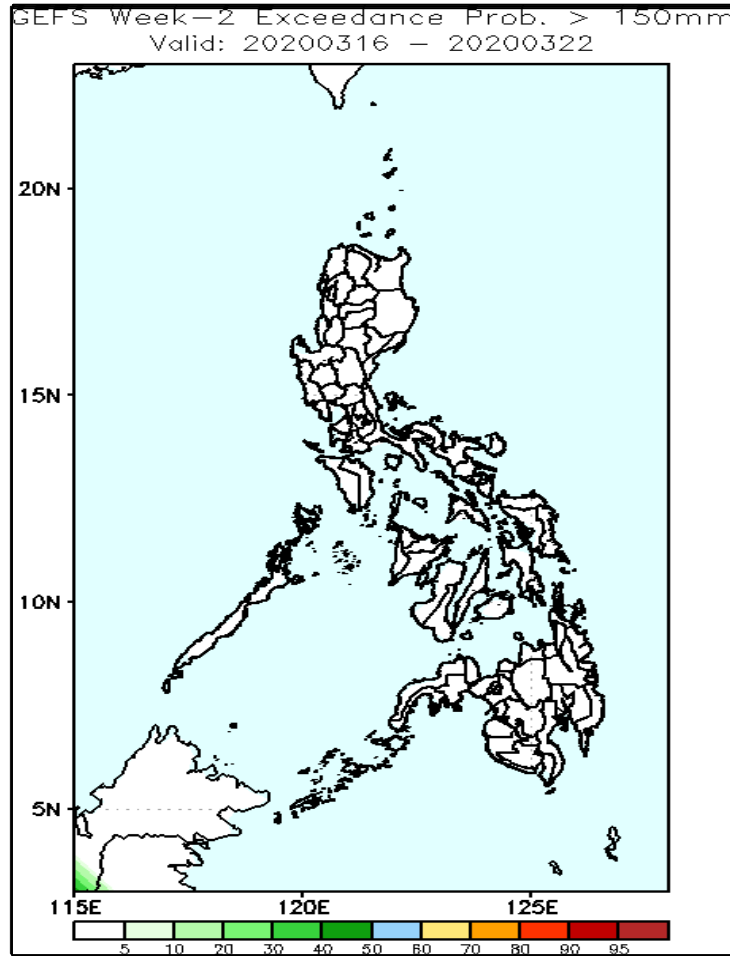 GEFS Week-2 Exceedance Prob. > 150mm
Valid: 20200316 - 20200322
20N
15N
10N
5N
115E 120E 125E
5 10 20 30 40 50 60 70 80 90 95